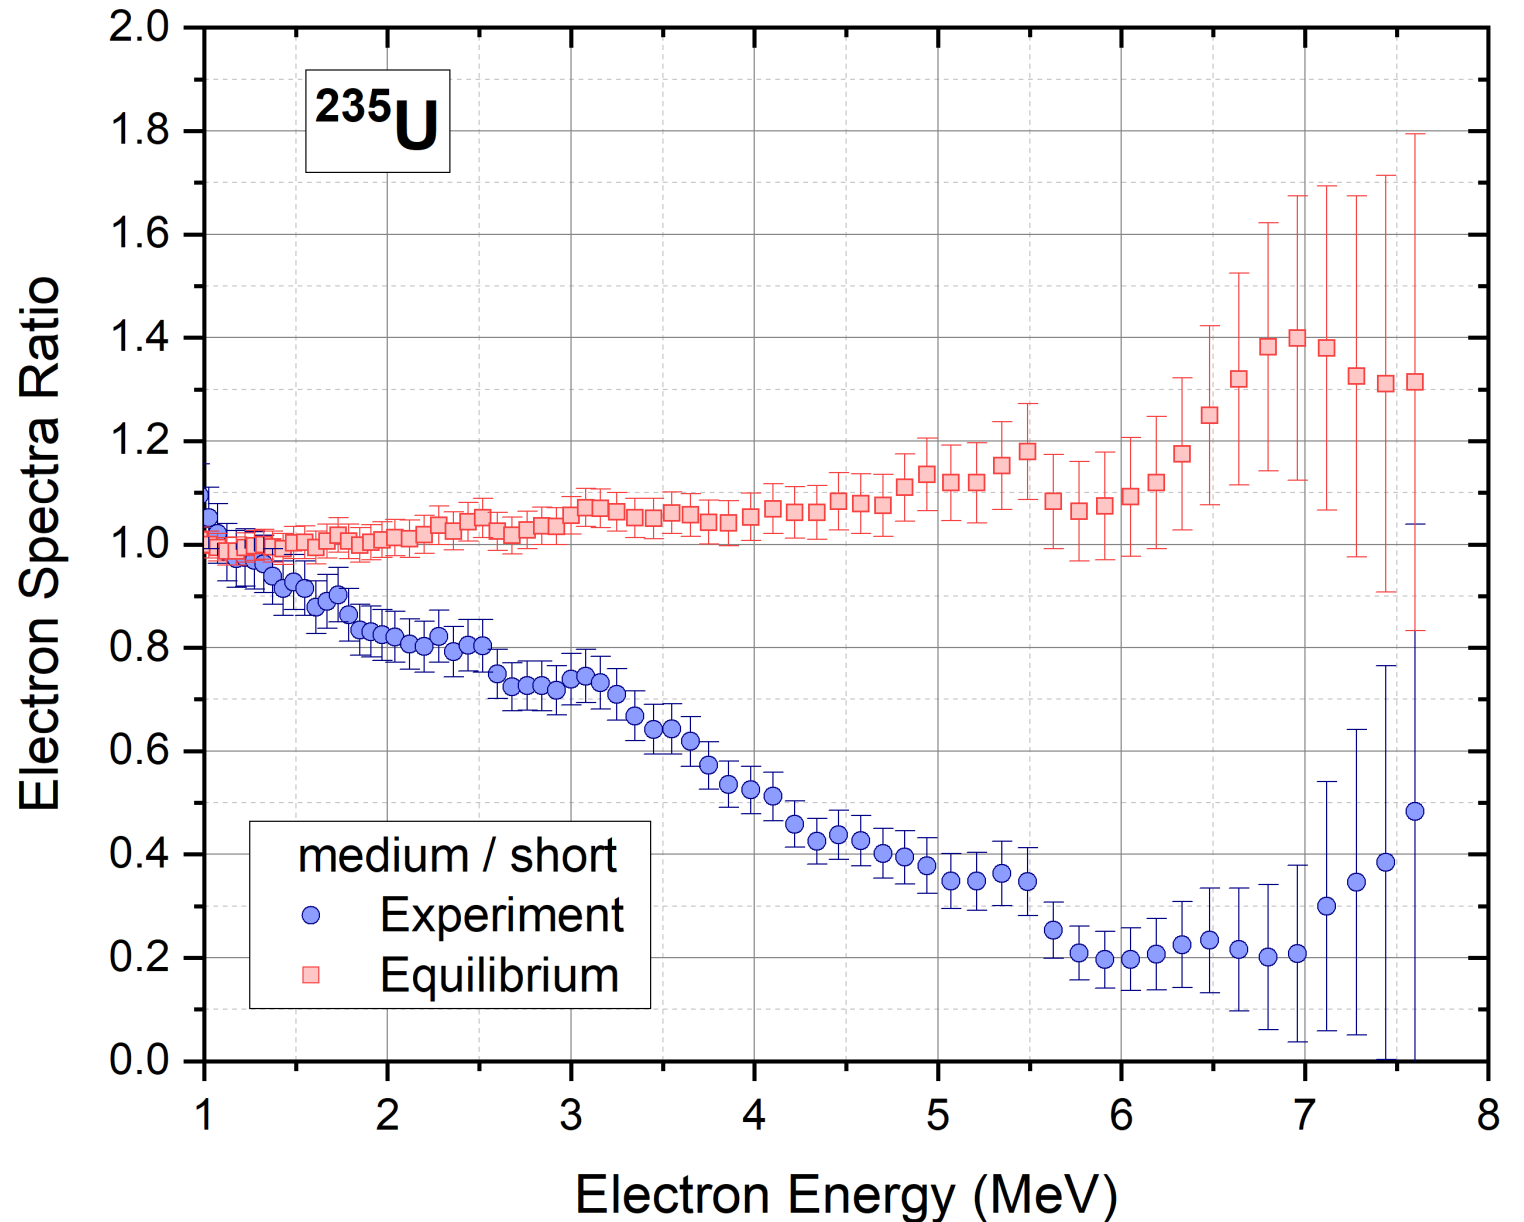 2.0
1.8
1.6
1.4
1.2
1.0
0.8
0.6
0.4
0.2
0.0
Electron Spectra Ratio
²³⁵U
medium / short
Experiment
Equilibrium
1 2 3 4 5 6 7 8
Electron Energy (MeV)